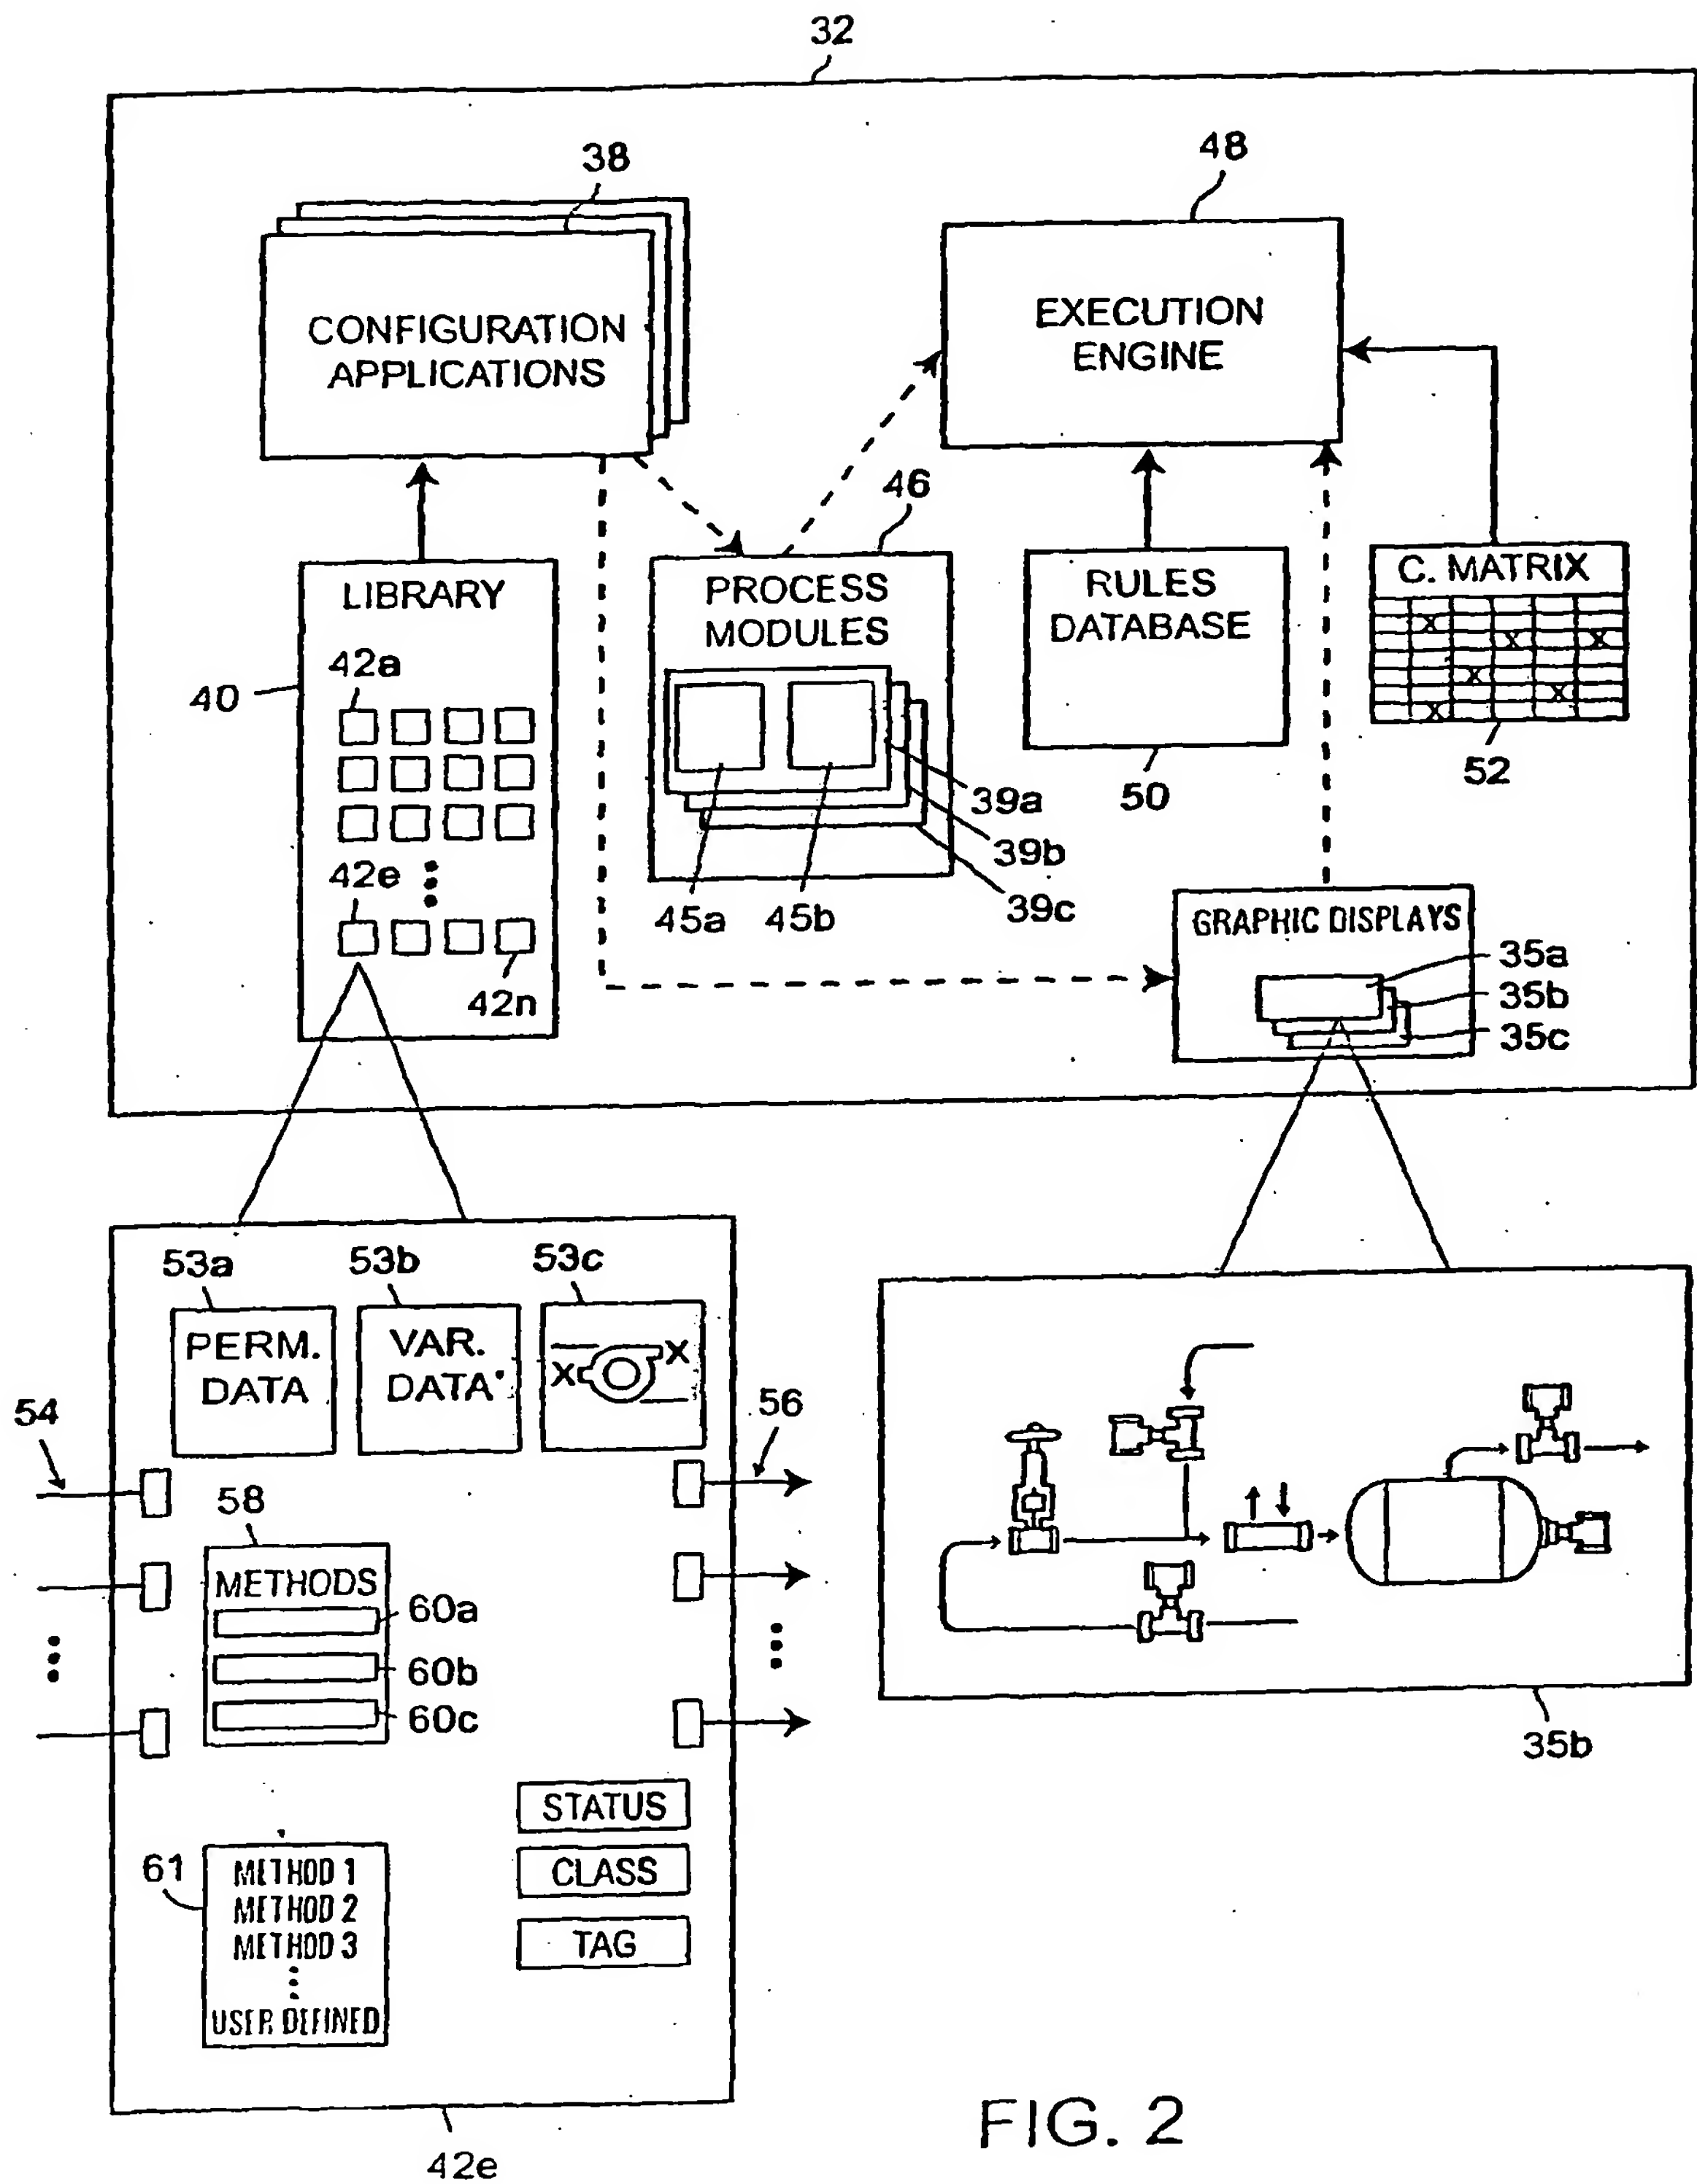 32
38
48
CONFIGURATION
APPLICATIONS
EXECUTION
ENGINE
46
LIBRARY
PROCESS
MODULES
RULES
DATABASE
C. MATRIX
X
X X
X
X
X
40
42a
42e
42n
45a
45b
39a
39b
39c
50
52
GRAPHIC DISPLAYS
35a
35b
35c
53a
53b
53c
PERM.
DATA
VAR.
DATA
X X
54
56
58
METHODS
60a
60b
60c
35b
STATUS
CLASS
TAG
61
METHOD 1
METHOD 2
METHOD 3
USER DEFINED
42e
FIG. 2